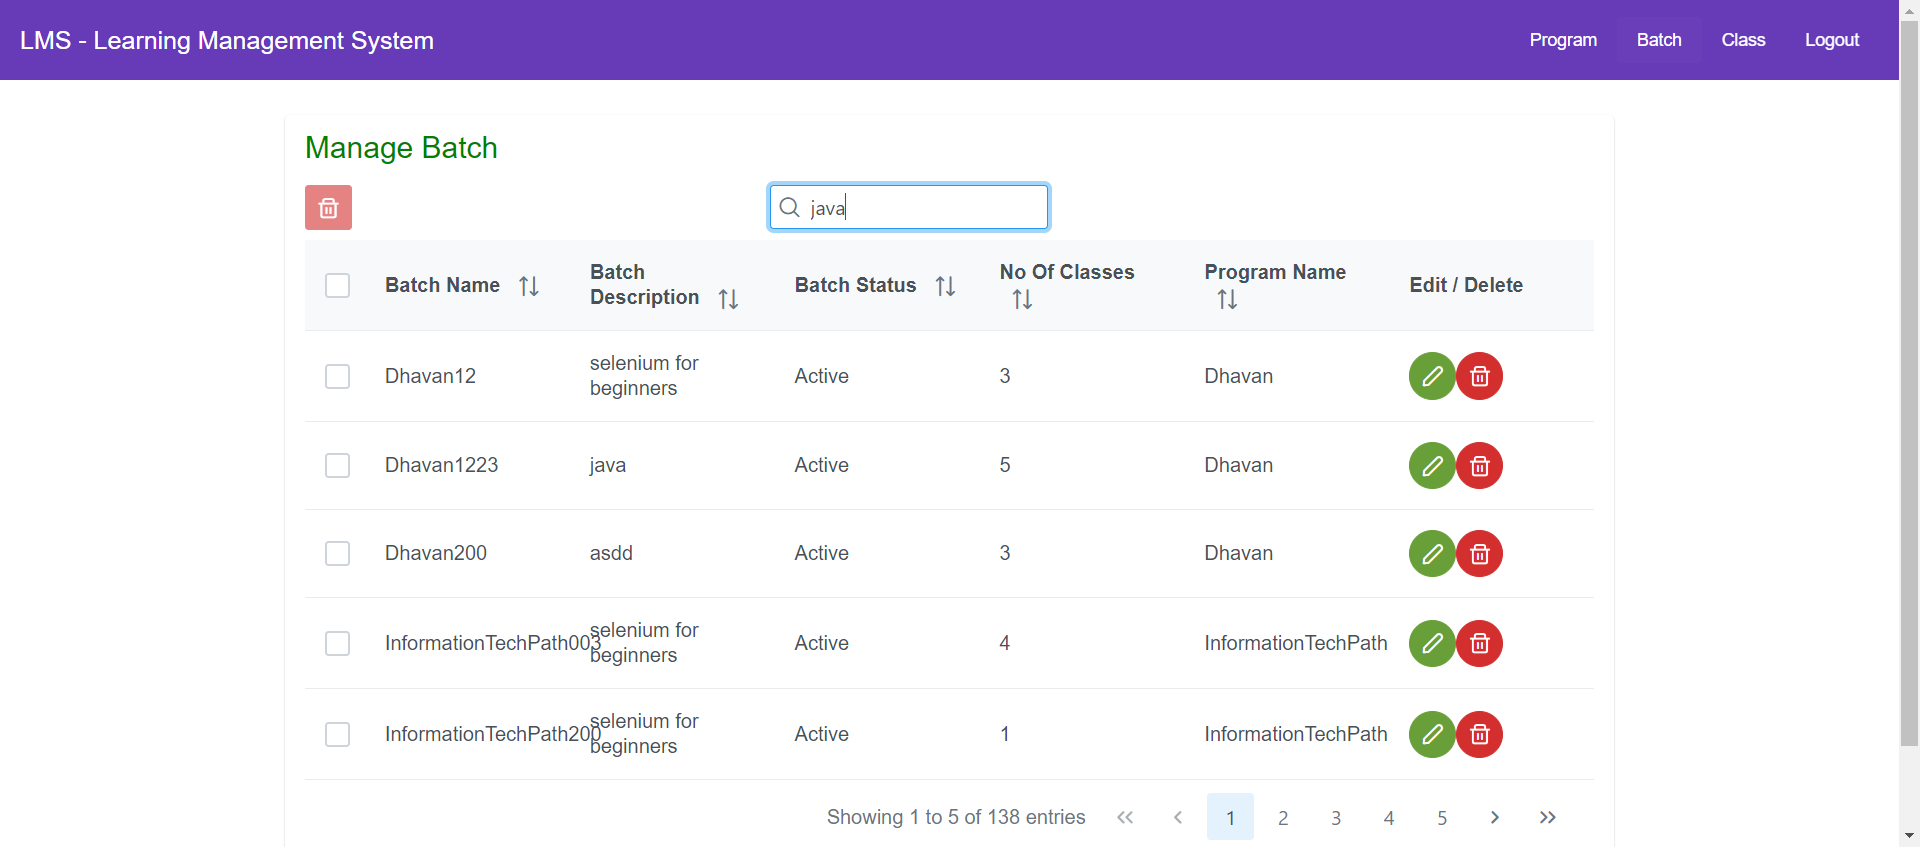 LMS - Learning Management System
Program Batch Class Logout
Manage Batch
java
Batch Name Batch Description Batch Status No Of Classes Program Name Edit / Delete
Dhavan12 selenium for beginners Active 3 Dhavan
Dhavan1223 java Active 5 Dhavan
Dhavan200 asdd Active 3 Dhavan
InformationTechPath003 selenium for beginners Active 4 InformationTechPath
InformationTechPath200 selenium for beginners Active 1 InformationTechPath
Showing 1 to 5 of 138 entries 1 2 3 4 5